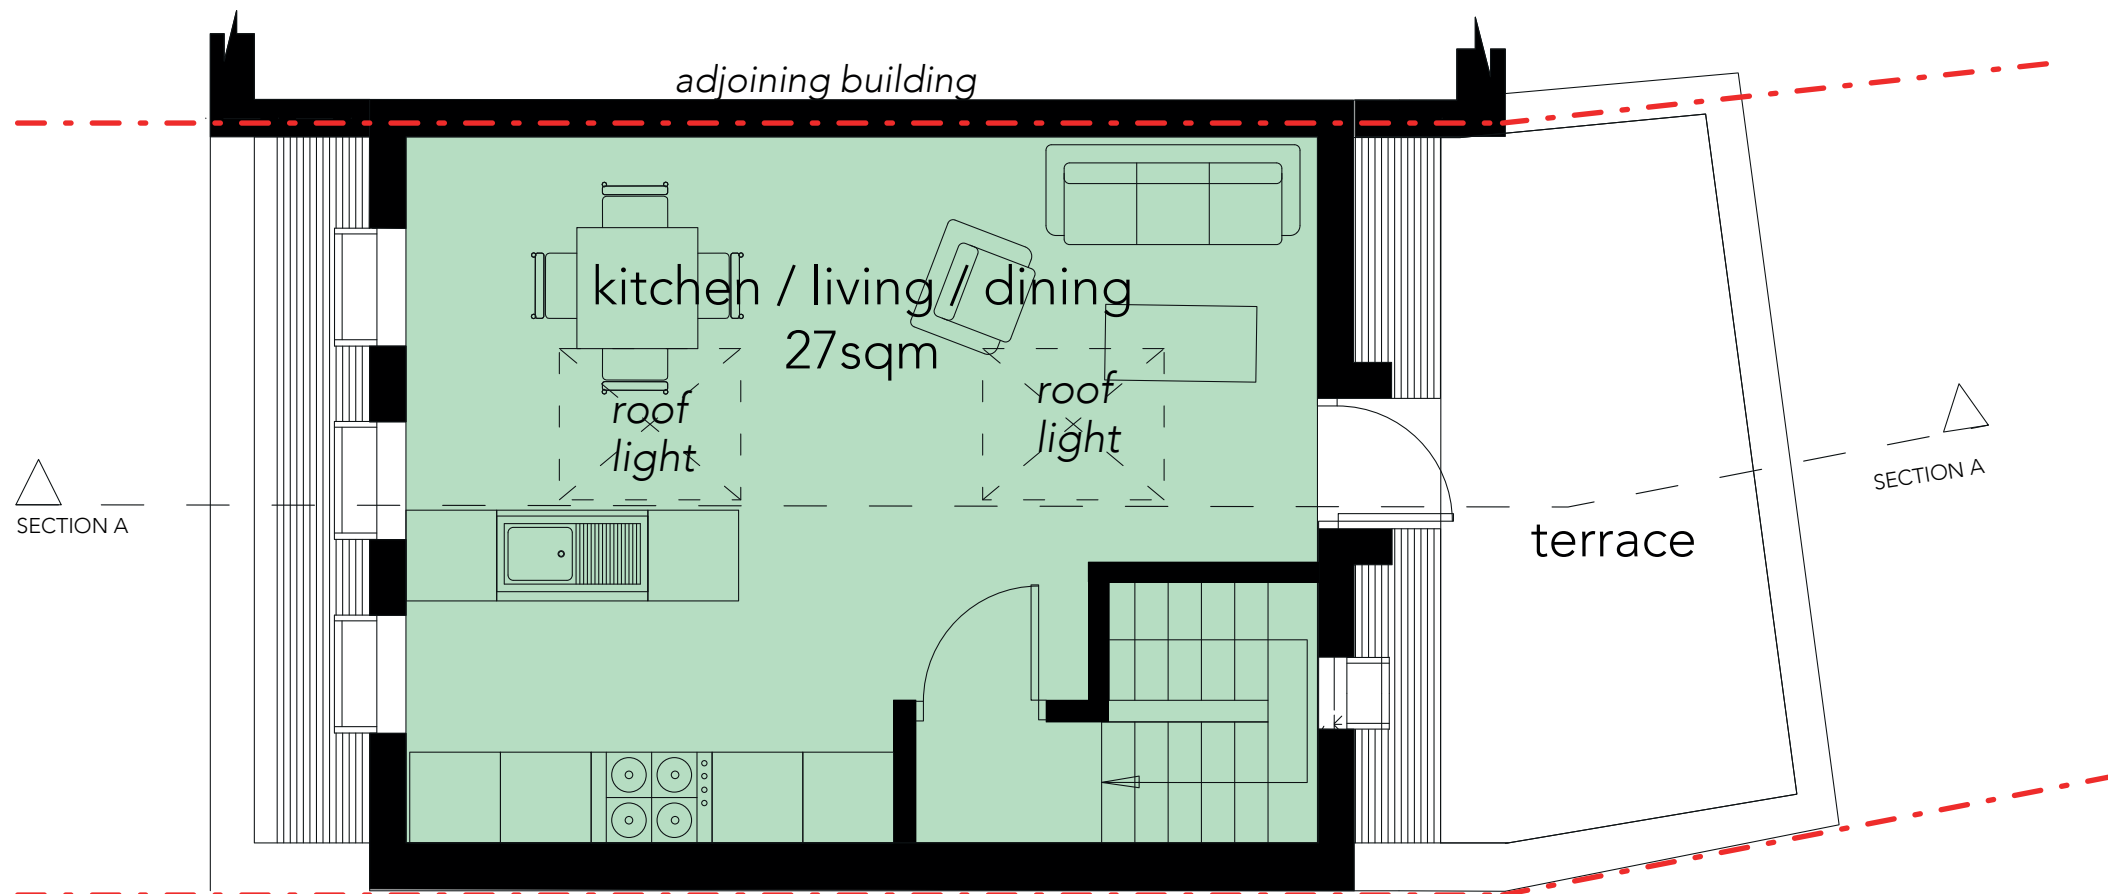 adjoining building
kitchen / living / dining
27sqm
roof
light
roof
light
SECTION A
SECTION A
terrace